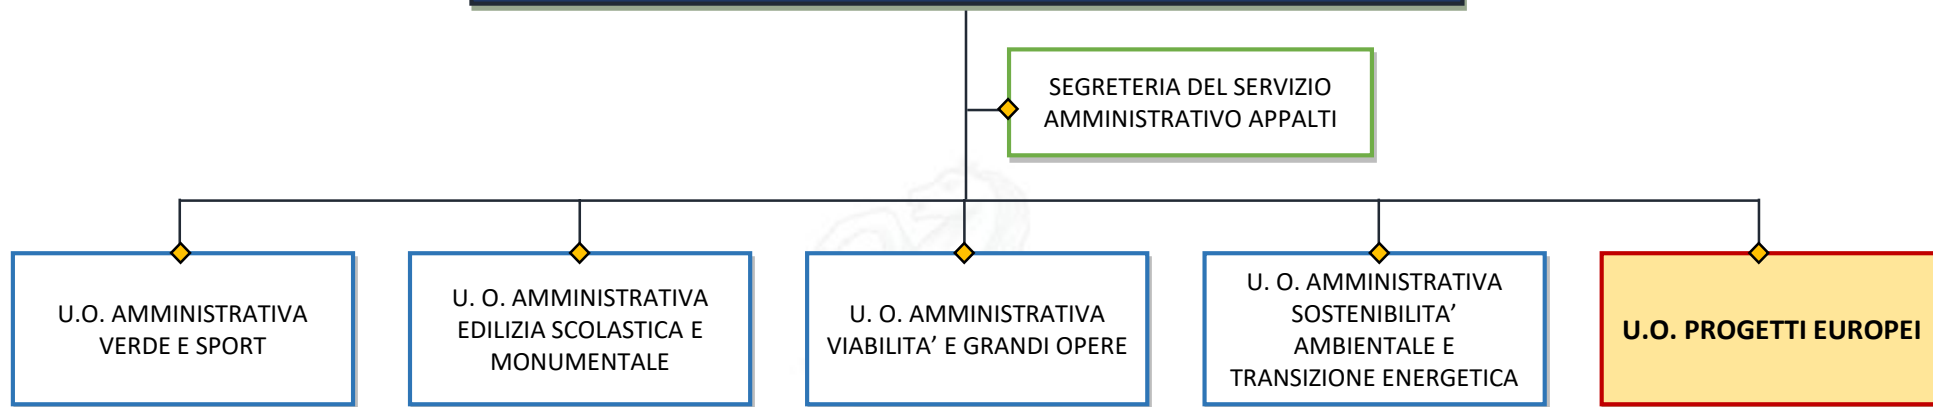 SEGRETERIA DEL SERVIZIO
AMMINISTRATIVO APPALTI
U.O. AMMINISTRATIVA
VERDE E SPORT
U. O. AMMINISTRATIVA
EDILIZIA SCOLASTICA E
MONUMENTALE
U. O. AMMINISTRATIVA
VIABILITA’ E GRANDI OPERE
U. O. AMMINISTRATIVA
SOSTENIBILITA’
AMBIENTALE E
TRANSIZIONE ENERGETICA
U.O. PROGETTI EUROPEI